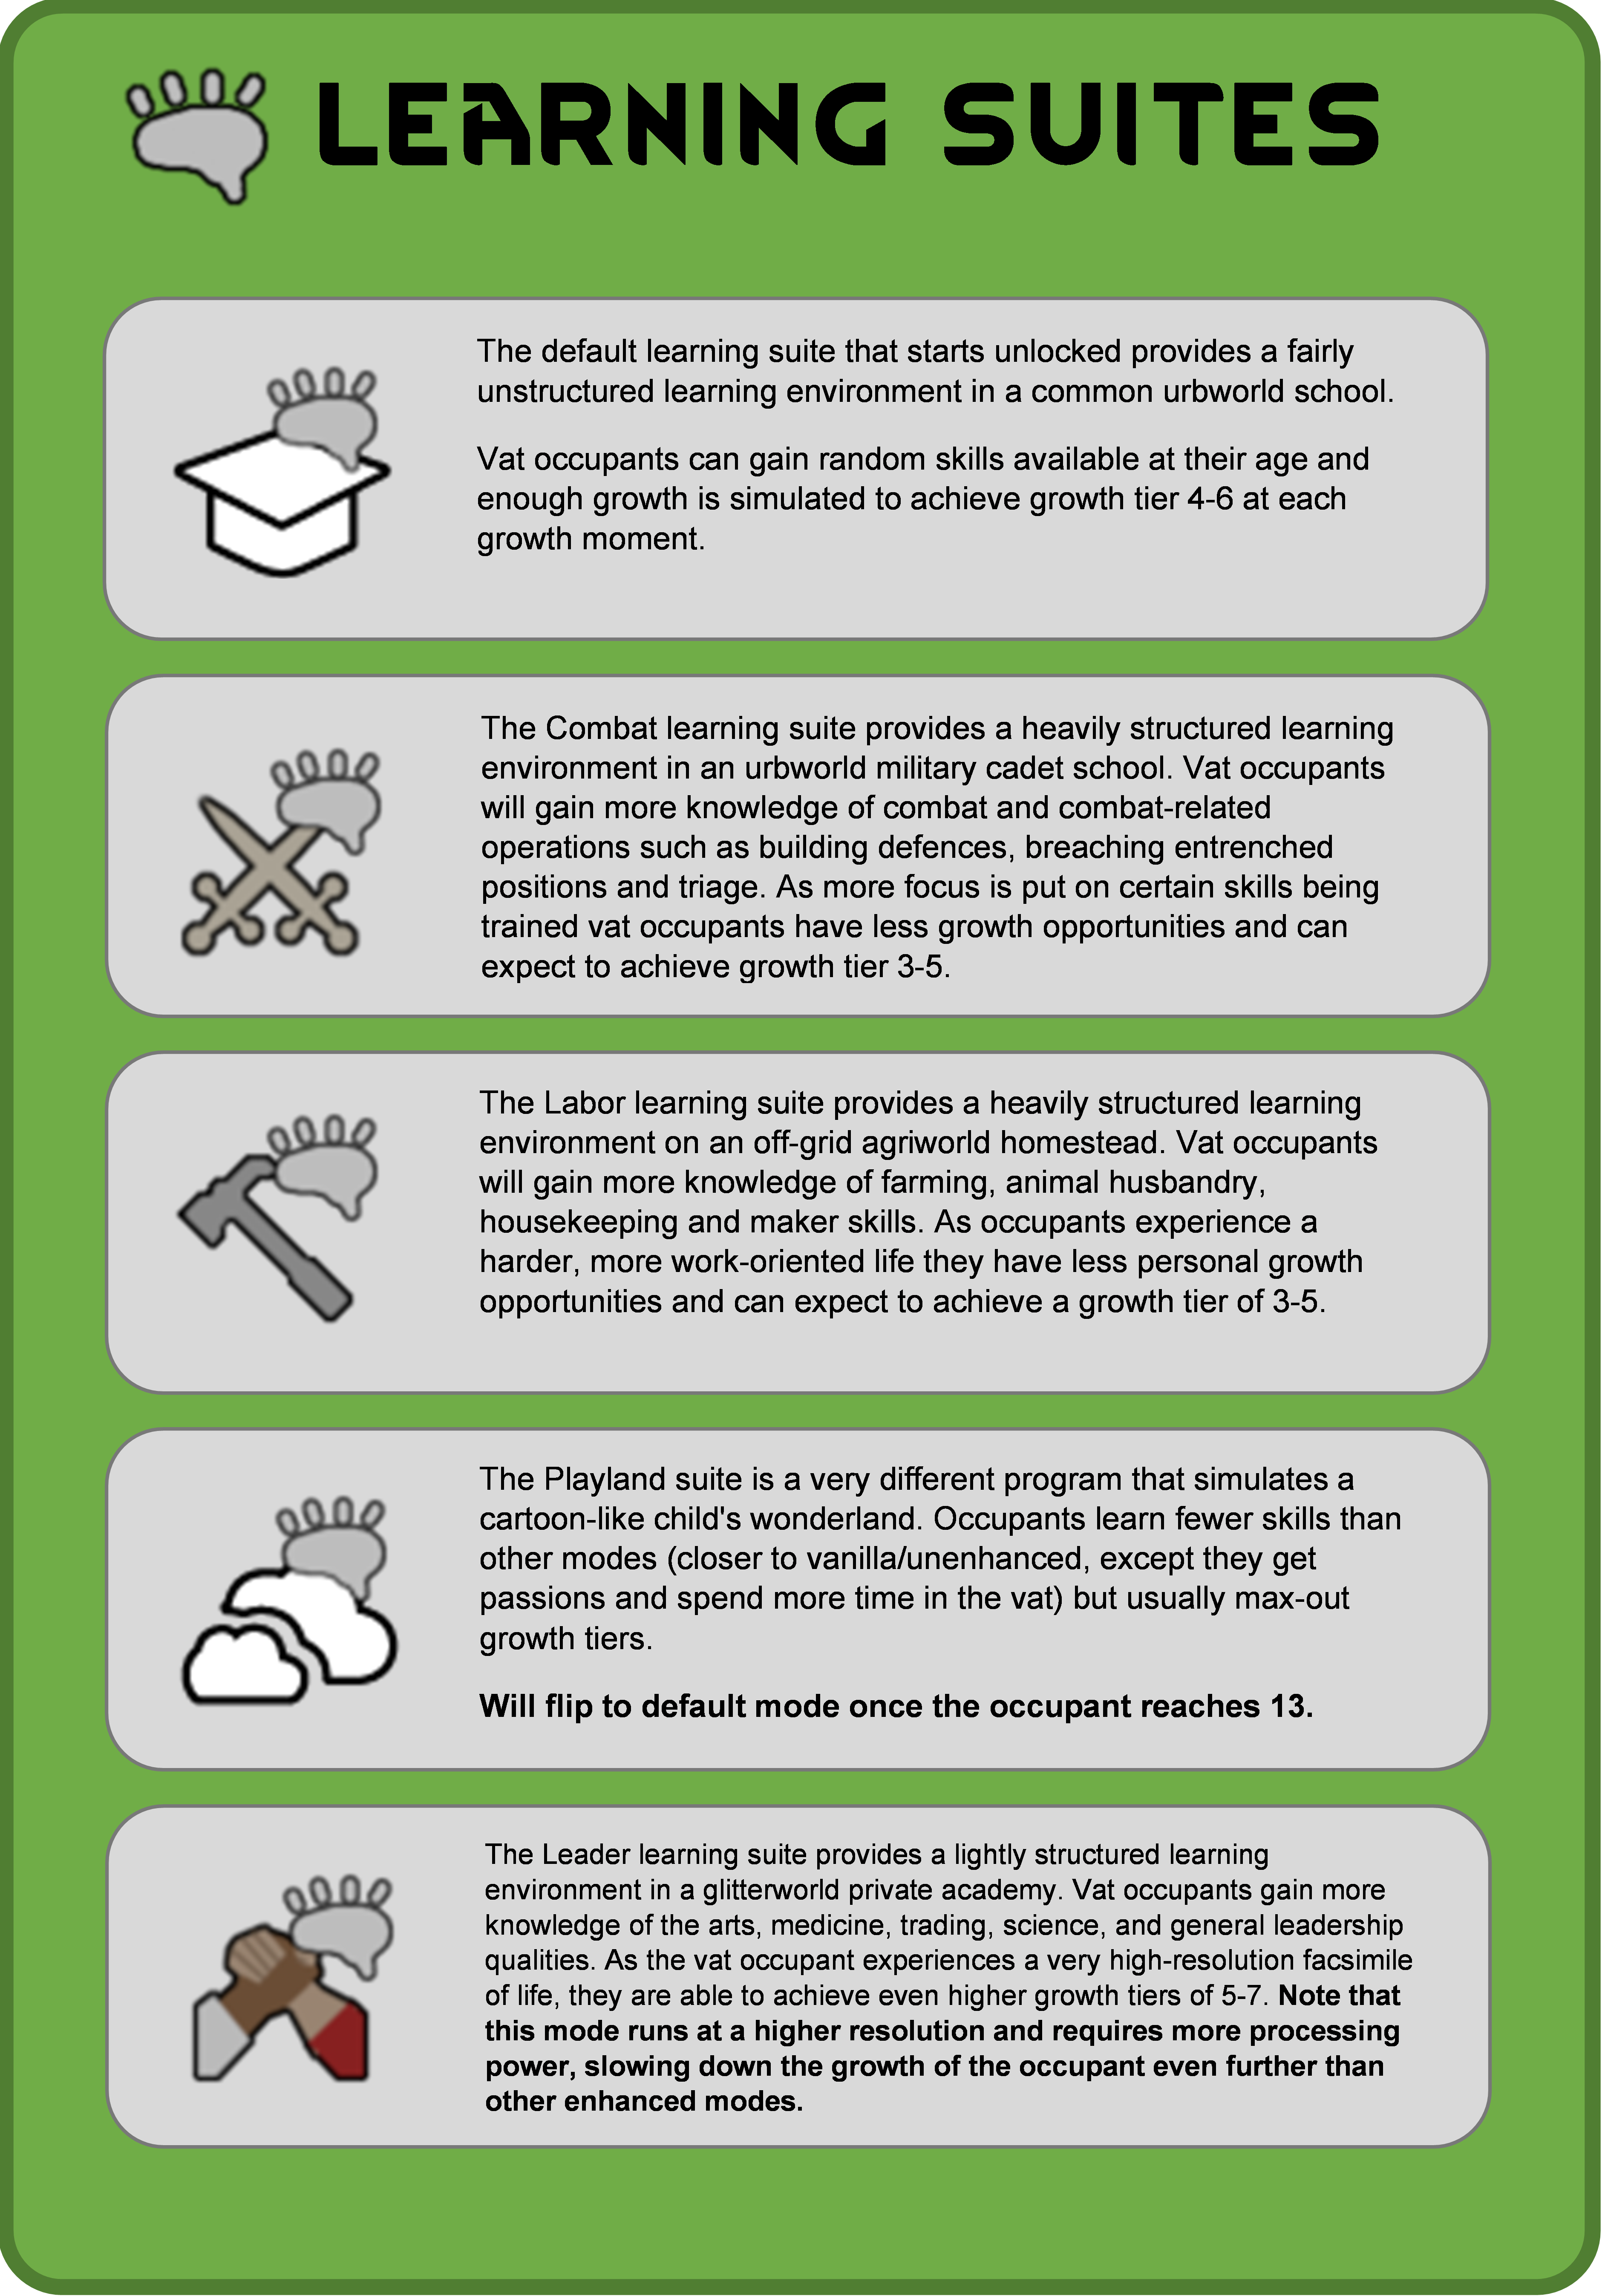 LEARNING SUITES
The default learning suite that starts unlocked provides a fairly
unstructured learning environment in a common urbworld school.
Vat occupants can gain random skills available at their age and
enough growth is simulated to achieve growth tier 4-6 at each
growth moment.
The Combat learning suite provides a heavily structured learning
environment in an urbworld military cadet school. Vat occupants
will gain more knowledge of combat and combat-related
operations such as building defences, breaching entrenched
positions and triage. As more focus is put on certain skills being
trained vat occupants have less growth opportunities and can
expect to achieve growth tier 3-5.
The Labor learning suite provides a heavily structured learning
environment on an off-grid agriworld homestead. Vat occupants
will gain more knowledge of farming, animal husbandry,
housekeeping and maker skills. As occupants experience a
harder, more work-oriented life they have less personal growth
opportunities and can expect to achieve a growth tier of 3-5.
The Playland suite is a very different program that simulates a
cartoon-like child's wonderland. Occupants learn fewer skills than
other modes (closer to vanilla/unenhanced, except they get
passions and spend more time in the vat) but usually max-out
growth tiers.
Will flip to default mode once the occupant reaches 13.
The Leader learning suite provides a lightly structured learning
environment in a glitterworld private academy. Vat occupants gain more
knowledge of the arts, medicine, trading, science, and general leadership
qualities. As the vat occupant experiences a very high-resolution facsimile
of life, they are able to achieve even higher growth tiers of 5-7. Note that
this mode runs at a higher resolution and requires more processing
power, slowing down the growth of the occupant even further than
other enhanced modes.